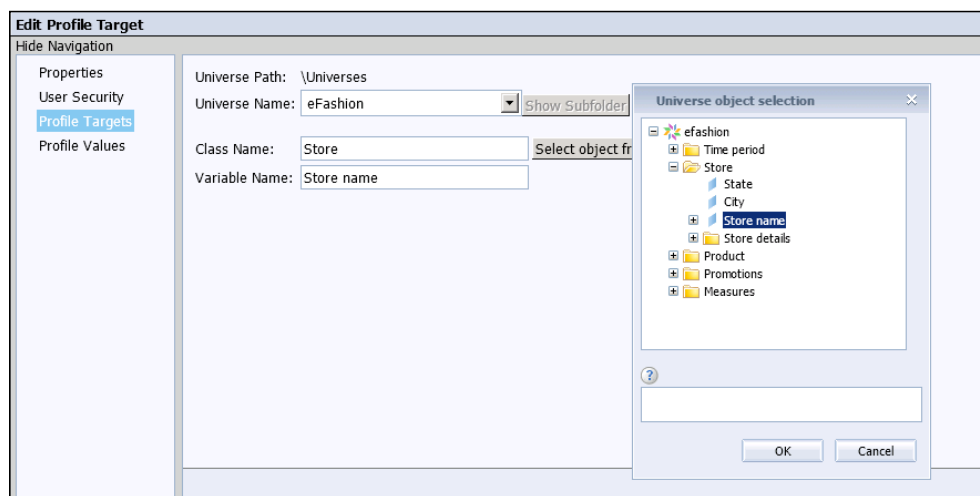 Edit Profile Target
Hide Navigation
Properties
User Security
Profile Targets
Profile Values
Universe Path: \Universes
Universe Name: eFashion Show Subfolder
Class Name: Store Select object fr
Variable Name: Store name
Universe object selection
efashion
Time period
Store
State
City
Store name
Store details
Product
Promotions
Measures
?
OK Cancel